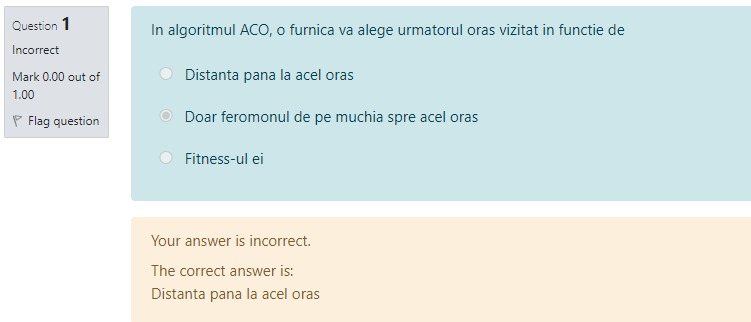 Question 1
Incorrect
Mark 0.00 out of
1.00
Flag question
In algoritmul ACO, o furnica va alege urmatorul oras vizitat in functie de
Distanta pana la acel oras
Doar feromonul de pe muchia spre acel oras
Fitness-ul ei
Your answer is incorrect.
The correct answer is:
Distanta pana la acel oras